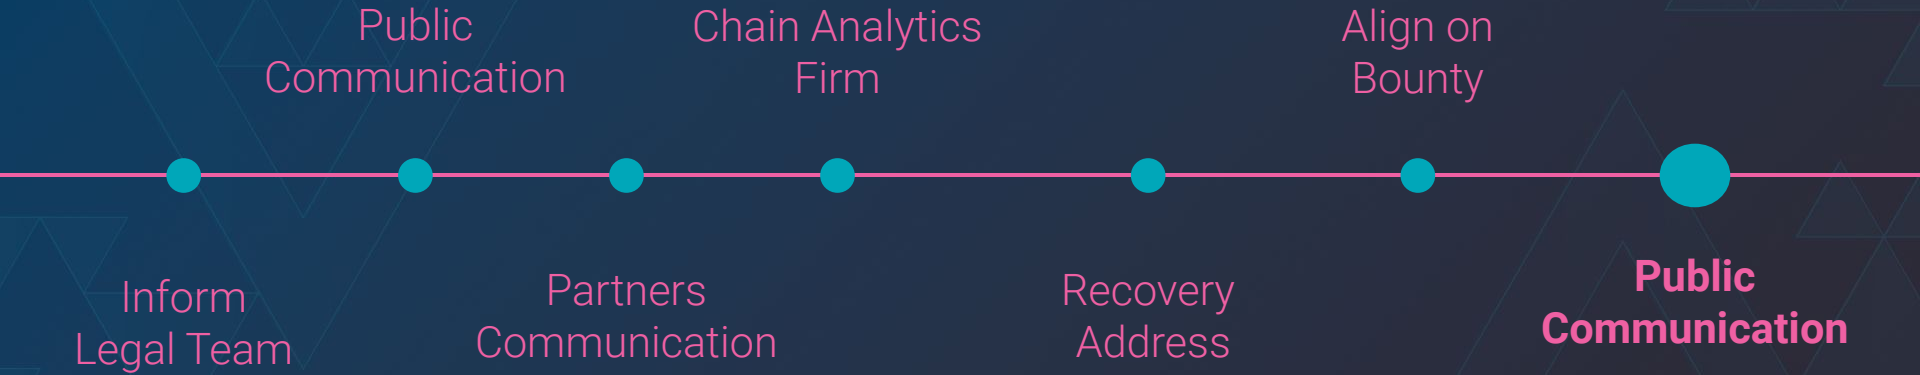 Public
Communication
Chain Analytics
Firm
Align on
Bounty
Inform
Legal Team
Partners
Communication
Recovery
Address
Public
Communication